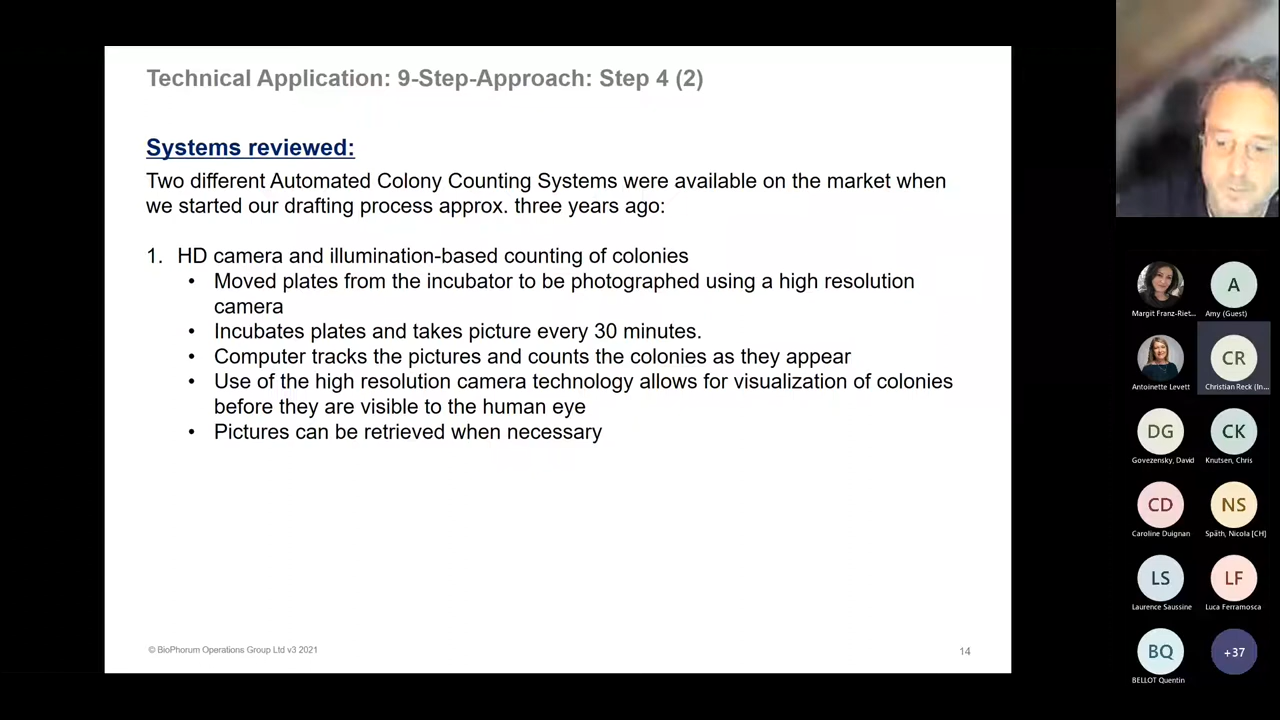 Technical Application: 9-Step-Approach: Step 4 (2)
Systems reviewed:
Two different Automated Colony Counting Systems were available on the market when
we started our drafting process approx. three years ago:
1. HD camera and illumination-based counting of colonies
• Moved plates from the incubator to be photographed using a high resolution
camera
• Incubates plates and takes picture every 30 minutes.
• Computer tracks the pictures and counts the colonies as they appear
• Use of the high resolution camera technology allows for visualization of colonies
before they are visible to the human eye
• Pictures can be retrieved when necessary
© BioPhorum Operations Group Ltd v3 2021
14
A
Margit Franz-Riet...
Amy (Guest)
CR
Antoinette Levett
Christian Reck (In...
DG
CK
Govezensky, David
Knutsen, Chris
CD
NS
Caroline Duignan
Späth, Nicola [CH]
LS
LF
Laurence Saussine
Luca Ferramosca
BQ
+37
BELLOT Quentin